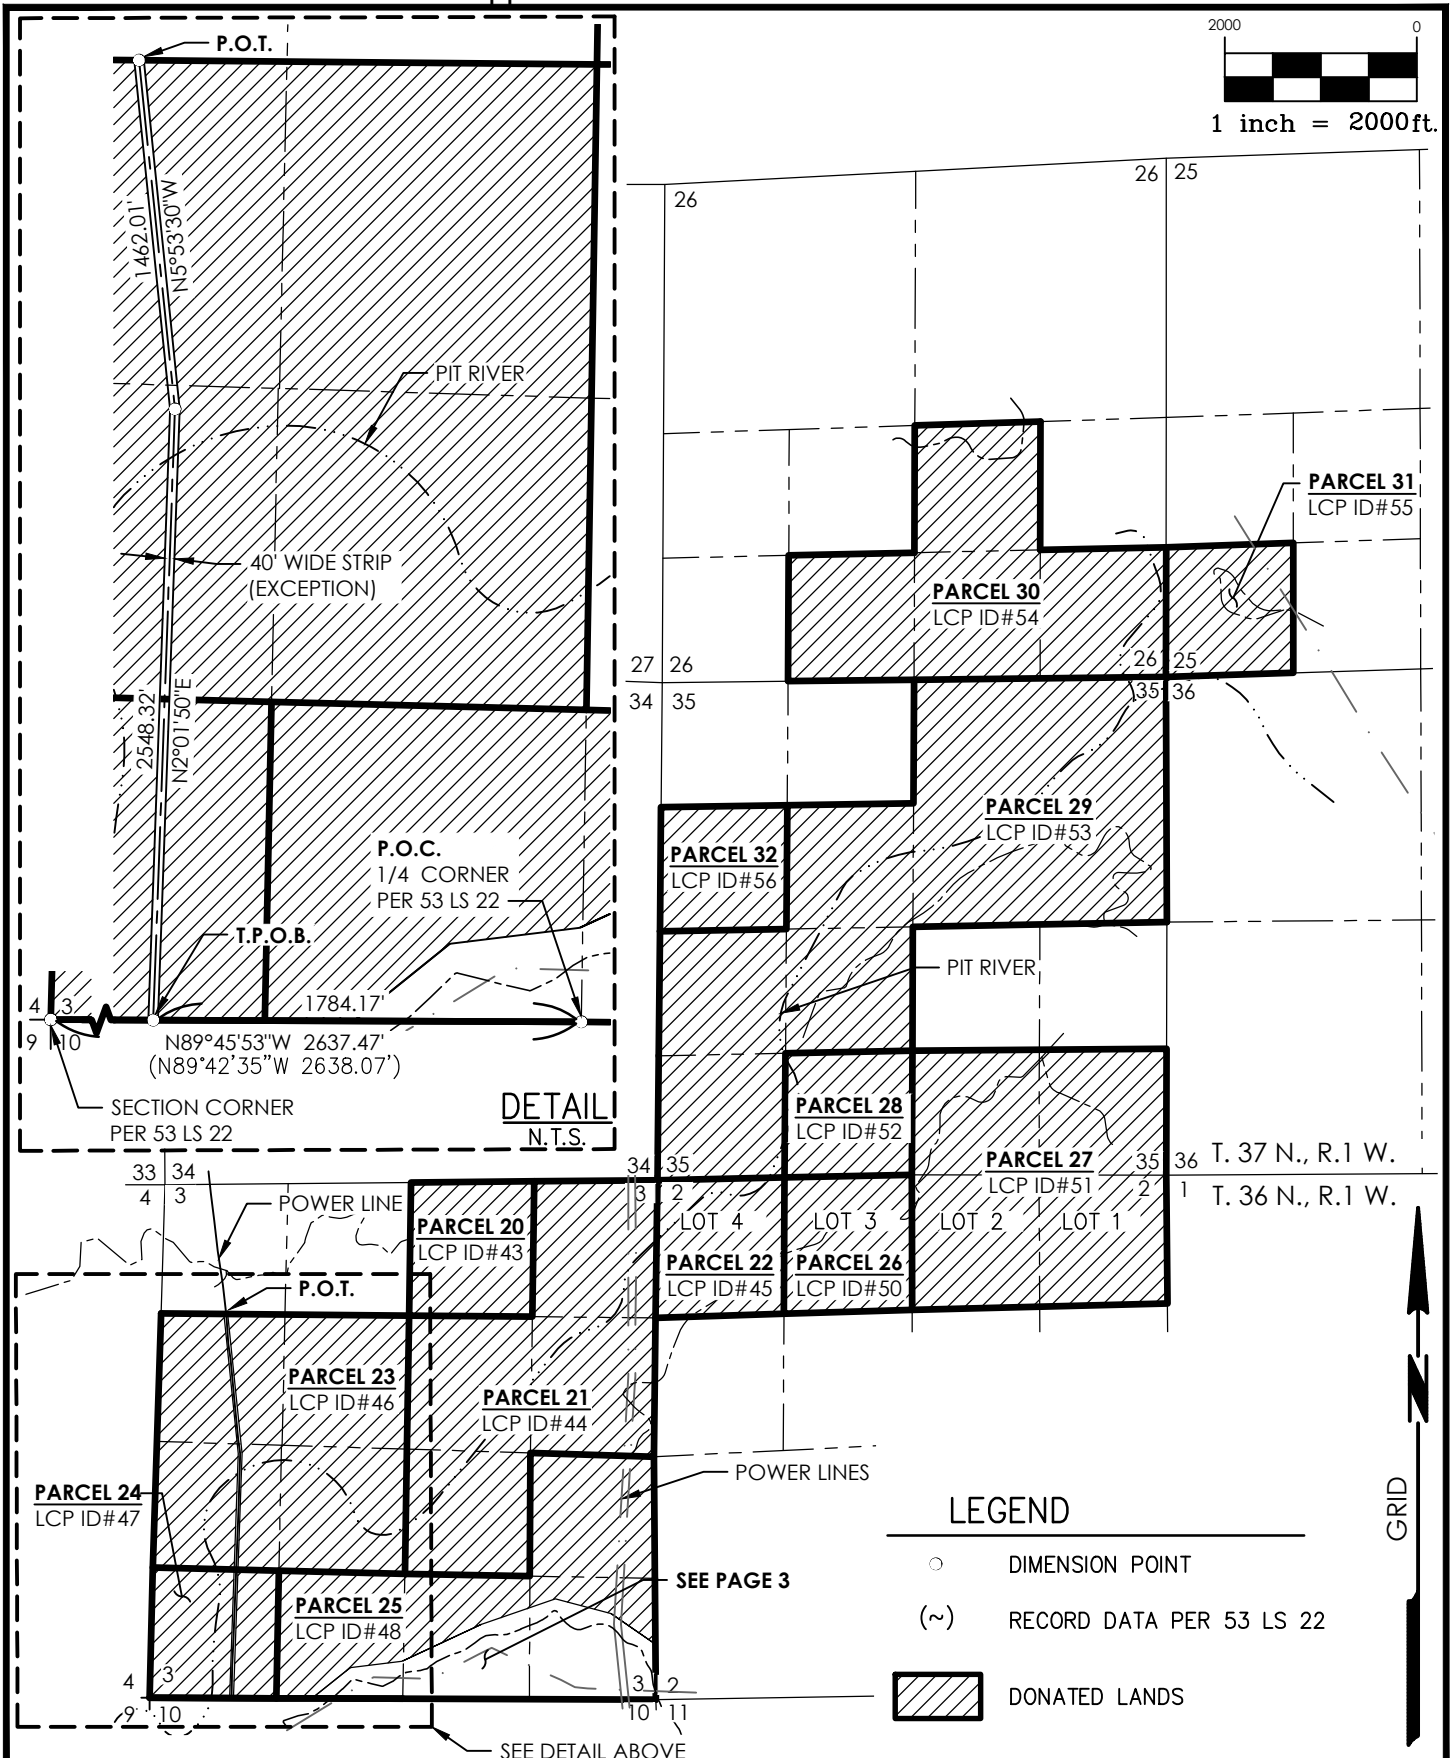 P.O.T.
1462.01'
N5°53'30"W
PIT RIVER
40' WIDE STRIP
(EXCEPTION)
2548.32'
N2°01'50"E
P.O.C.
1/4 CORNER
PER 53 LS 22
T.P.O.B.
1784.17'
4 3
9 10
N89°45'53"W 2637.47'
(N89°42'35"W 2638.07')
SECTION CORNER
PER 53 LS 22
DETAIL
N.T.S.
2000 0
1 inch = 2000ft.
26
26 25
PARCEL 31
LCP ID#55
PARCEL 30
LCP ID#54
27 26
34 35
26 25
35 36
PARCEL 29
LCP ID#53
PARCEL 32
LCP ID#56
PIT RIVER
PARCEL 28
LCP ID#52
PARCEL 27
LCP ID#51
35 36
2 1
T. 37 N., R.1 W.
T. 36 N., R.1 W.
33 34
4 3
34 35
3 2
POWER LINE
PARCEL 20
LCP ID#43
LOT 4
LOT 3
LOT 2
LOT 1
PARCEL 22
LCP ID#45
PARCEL 26
LCP ID#50
P.O.T.
PARCEL 23
LCP ID#46
PARCEL 21
LCP ID#44
POWER LINES
PARCEL 24
LCP ID#47
SEE PAGE 3
PARCEL 25
LCP ID#48
4 3
9 10
3 2
10 11
SEE DETAIL ABOVE
LEGEND
DIMENSION POINT
(~) RECORD DATA PER 53 LS 22
DONATED LANDS
N
GRID